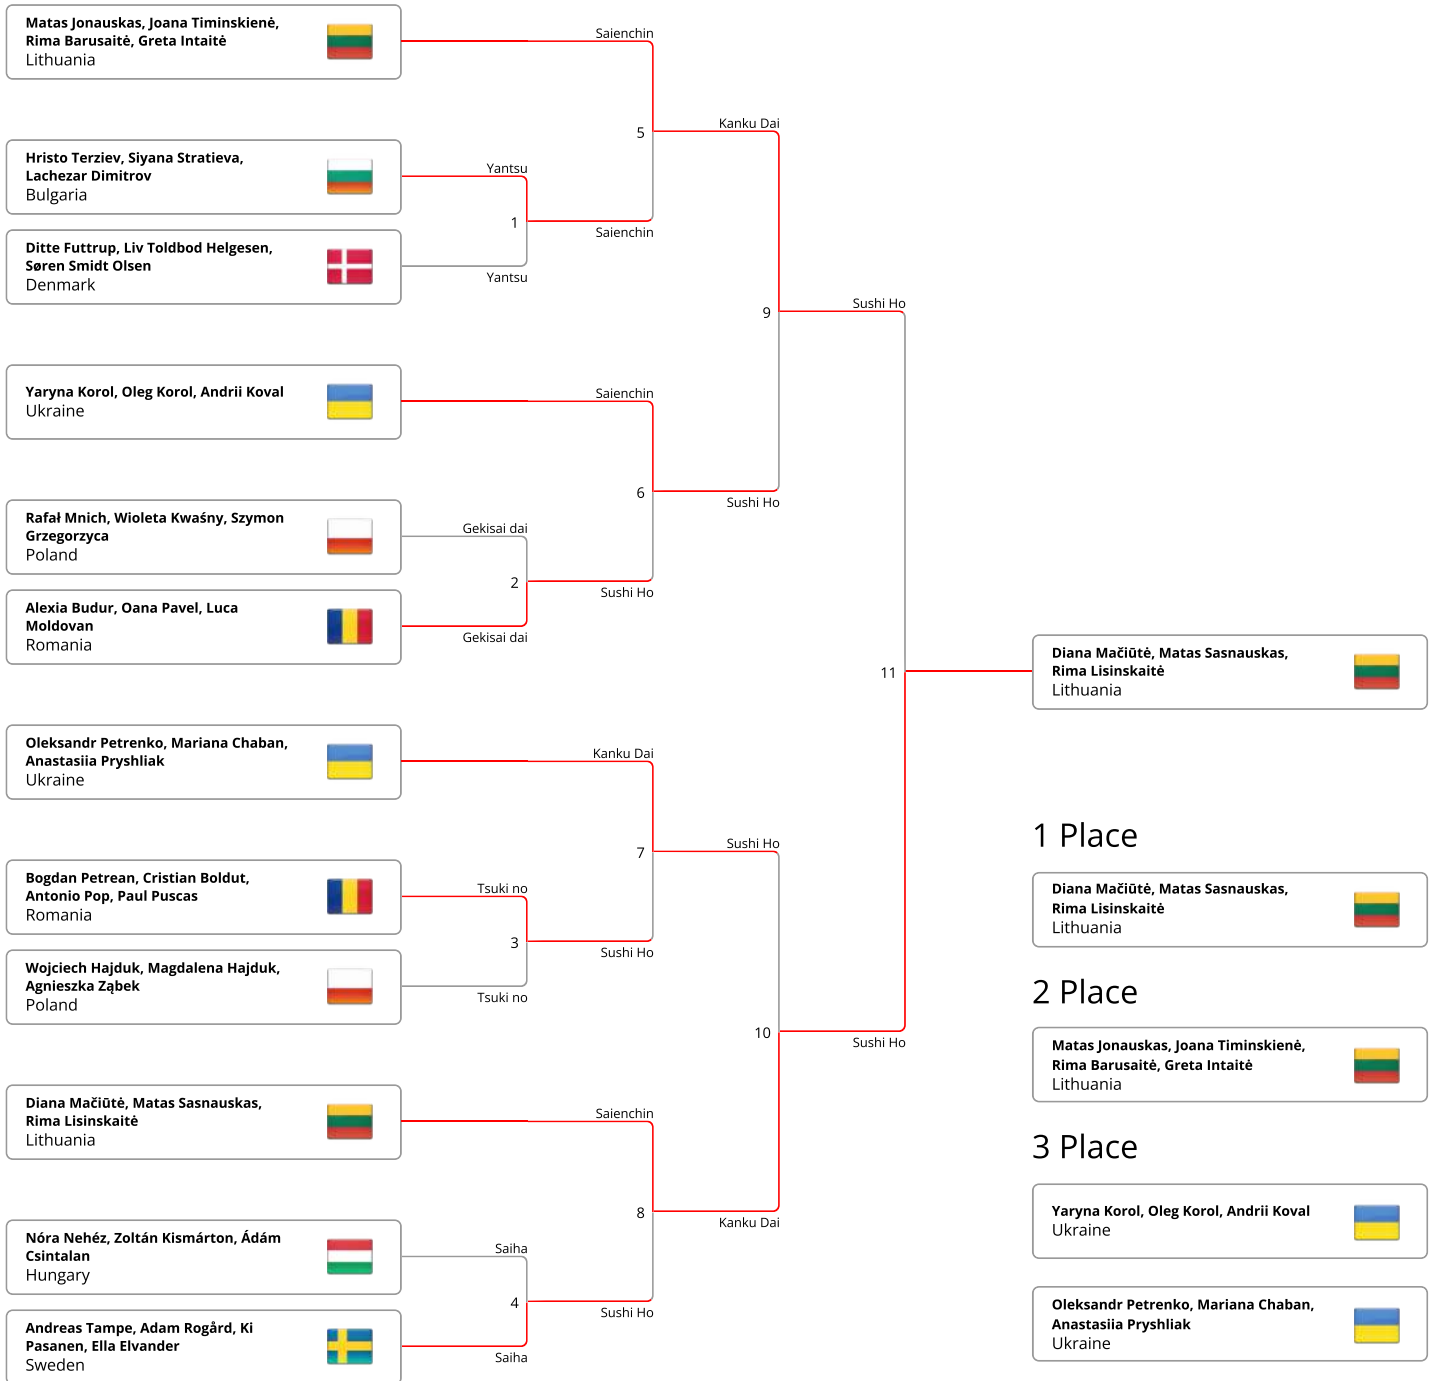 Matas Jonauskas, Joana Timinskienė,
Rima Barusaitė, Greta Intaitė
Lithuania
Saienchin
5
Kanku Dai
Hristo Terziev, Siyana Stratieva,
Lachezar Dimitrov
Bulgaria
Yantsu
1
Saienchin
Ditte Futtrup, Liv Toldbod Helgesen,
Søren Smidt Olsen
Denmark
Yantsu
9
Sushi Ho
Yaryna Korol, Oleg Korol, Andrii Koval
Ukraine
Saienchin
6
Sushi Ho
Rafał Mnich, Wioleta Kwaśny, Szymon
Grzegorzyca
Poland
Gekisai dai
2
Sushi Ho
Alexia Budur, Oana Pavel, Luca
Moldovan
Romania
Gekisai dai
11
Diana Mačiūtė, Matas Sasnauskas,
Rima Lisinskaitė
Lithuania
Oleksandr Petrenko, Mariana Chaban,
Anastasiia Pryshliak
Ukraine
Kanku Dai
7
Sushi Ho
Bogdan Petrean, Cristian Boldut,
Antonio Pop, Paul Puscas
Romania
Tsuki no
3
Sushi Ho
Wojciech Hajduk, Magdalena Hajduk,
Agnieszka Ząbek
Poland
Tsuki no
10
Sushi Ho
Diana Mačiūtė, Matas Sasnauskas,
Rima Lisinskaitė
Lithuania
Saienchin
8
Kanku Dai
Nóra Nehéz, Zoltán Kismárton, Ádám
Csintalan
Hungary
Saiha
4
Sushi Ho
Andreas Tampe, Adam Rogård, Ki
Pasanen, Ella Elvander
Sweden
Saiha
1 Place
Diana Mačiūtė, Matas Sasnauskas,
Rima Lisinskaitė
Lithuania
2 Place
Matas Jonauskas, Joana Timinskienė,
Rima Barusaitė, Greta Intaitė
Lithuania
3 Place
Yaryna Korol, Oleg Korol, Andrii Koval
Ukraine
Oleksandr Petrenko, Mariana Chaban,
Anastasiia Pryshliak
Ukraine